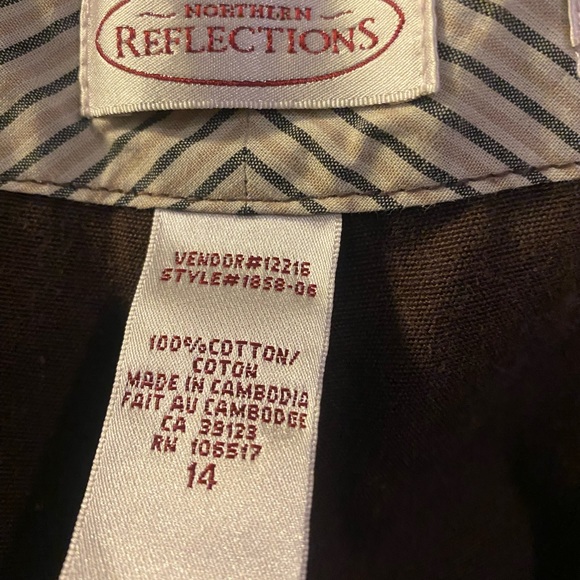 NORTHERN
REFLECTIONS
VENDOR#12216
STYLE#1858-06
100%COTTON/
COTON
MADE IN CAMBODIA
FAIT AU CAMBODGE
CA 39123
RN 106517
14